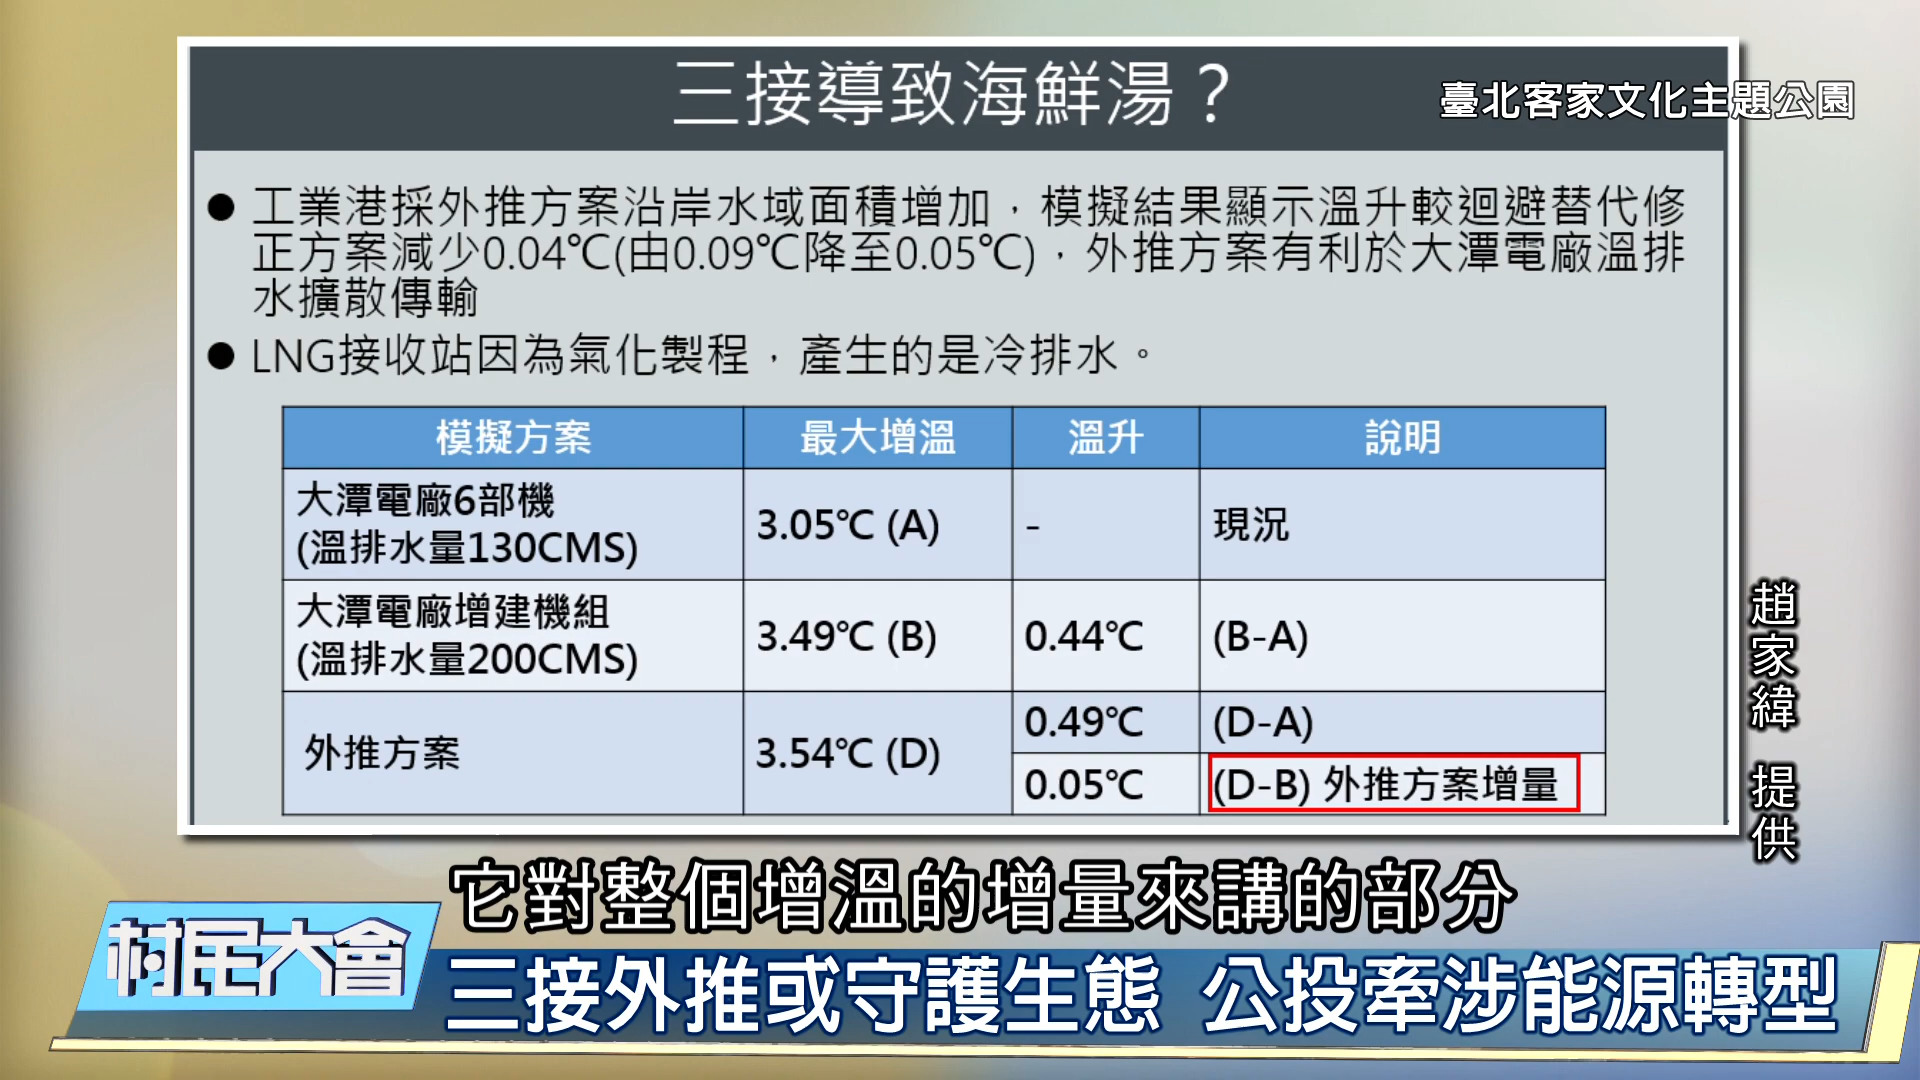 三接導致海鮮湯？
臺北客家文化主題公園
● 工業港採外推方案沿岸水域面積增加，模擬結果顯示溫升較迴避替代修
正方案減少0.04℃(由0.09℃降至0.05℃)，外推方案有利於大潭電廠溫排
水擴散傳輸
● LNG接收站因為氣化製程，產生的是冷排水。
模擬方案 最大增溫 溫升 說明
大潭電廠6部機
(溫排水量130CMS) 3.05℃ (A) - 現況
大潭電廠增建機組
(溫排水量200CMS) 3.49℃ (B) 0.44℃ (B-A)
外推方案 3.54℃ (D) 0.49℃ (D-A)
0.05℃ (D-B) 外推方案增量
趙家緯 提供
它對整個增溫的增量來講的部分
村民大會
三接外推或守護生態 公投牽涉能源轉型